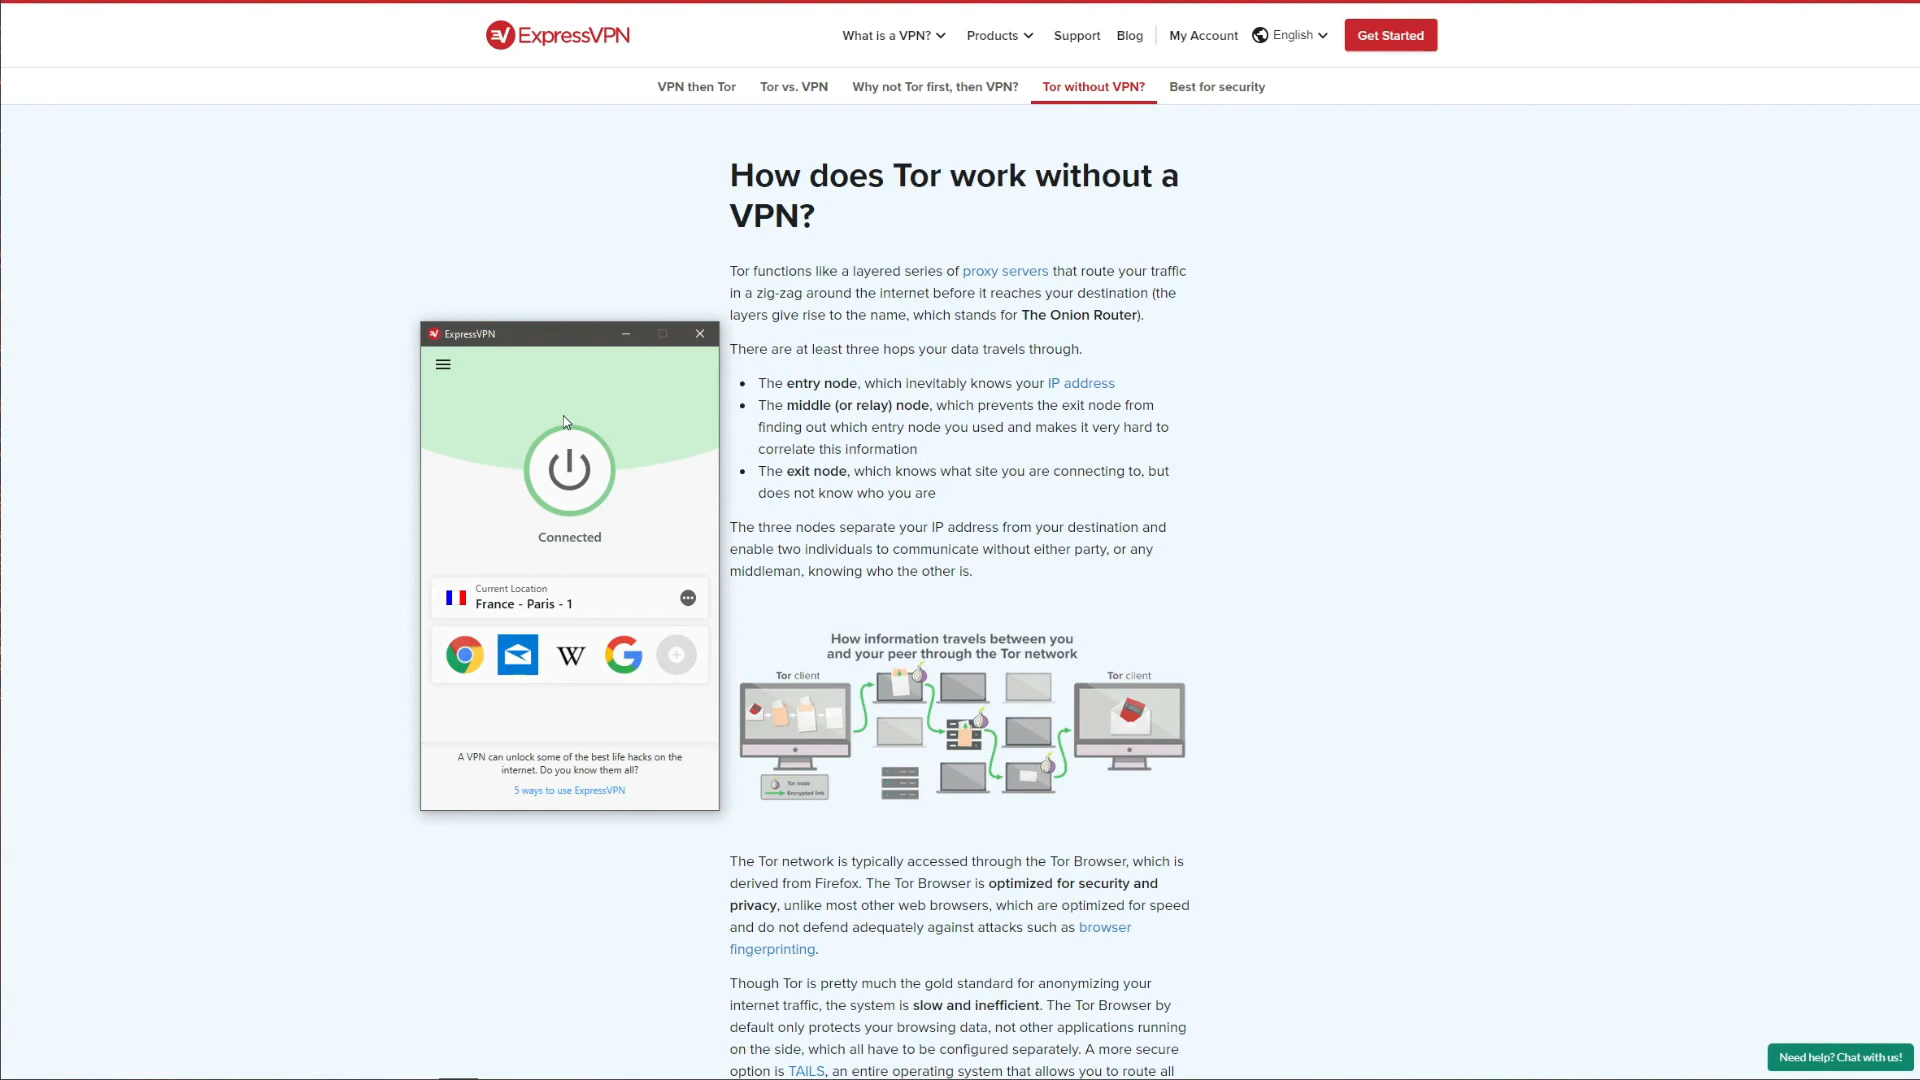 ExpressVPN
What is a VPN?
Products
Support
Blog
My Account
English
Get Started
VPN then Tor
Tor vs. VPN
Why not Tor first, then VPN?
Tor without VPN?
Best for security
How does Tor work without a
VPN?
Tor functions like a layered series of proxy servers that route your traffic
in a zig-zag around the internet before it reaches your destination (the
layers give rise to the name, which stands for The Onion Router).
There are at least three hops your data travels through.
• The entry node, which inevitably knows your IP address
• The middle (or relay) node, which prevents the exit node from
finding out which entry node you used and makes it very hard to
correlate this information
• The exit node, which knows what site you are connecting to, but
does not know who you are
The three nodes separate your IP address from your destination and
enable two individuals to communicate without either party, or any
middleman, knowing who the other is.
ExpressVPN
Connected
Current Location
France - Paris - 1
W
A VPN can unlock some of the best life hacks on the
internet. Do you know them all?
5 ways to use ExpressVPN
How information travels between you
and your peer through the Tor network
Tor client
Tor client
Tor node
Encrypted link
The Tor network is typically accessed through the Tor Browser, which is
derived from Firefox. The Tor Browser is optimized for security and
privacy, unlike most other web browsers, which are optimized for speed
and do not defend adequately against attacks such as browser
fingerprinting.
Though Tor is pretty much the gold standard for anonymizing your
internet traffic, the system is slow and inefficient. The Tor Browser by
default only protects your browsing data, not other applications running
on the side, which all have to be configured separately. A more secure
option is TAILS, an entire operating system that allows you to route all
Need help? Chat with us!